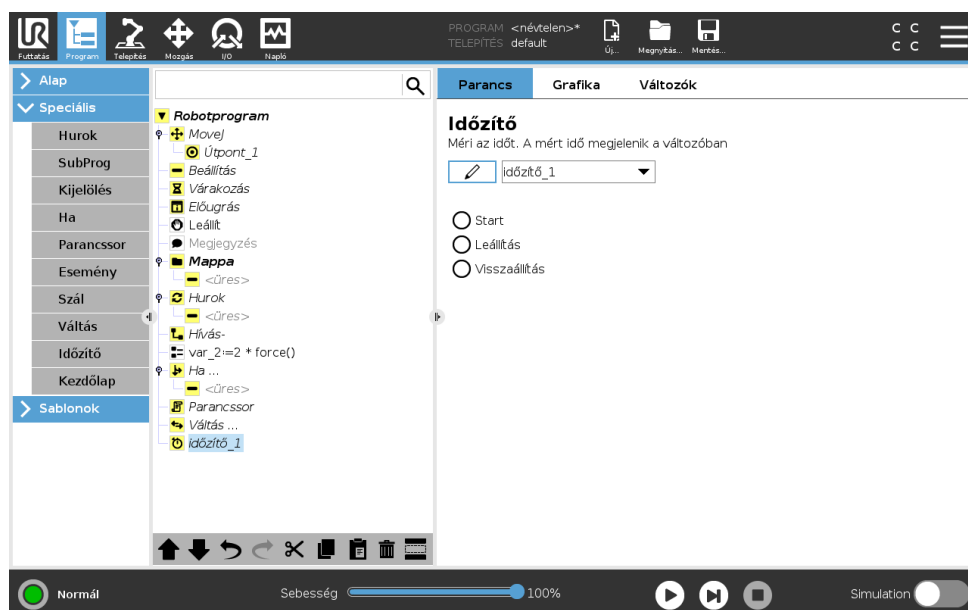 UR
Futtatás Program Telepítés Mozgás I/O Napló
PROGRAM <névtelen>*
TELEPÍTÉS default
Új... Megnyitás... Mentés...
C C
C C
Alap
Speciális
Hurok
SubProg
Kijelölés
Ha
Parancssor
Esemény
Szál
Váltás
Időzítő
Kezdőlap
Sablonok
Robotprogram
MoveJ
Útpont_1
Beállítás
Várakozás
Előugrás
Leállít
Megjegyzés
Mappa
<üres>
Hurok
<üres>
Hívás-
var_2≔2 * force()
Ha ...
<üres>
Parancssor
Váltás ...
időzítő_1
Parancs Grafika Változók
Időzítő
Méri az időt. A mért idő megjelenik a változóban
időzítő_1
Start
Leállítás
Visszaállítás
Normál
Sebesség 100%
Simulation